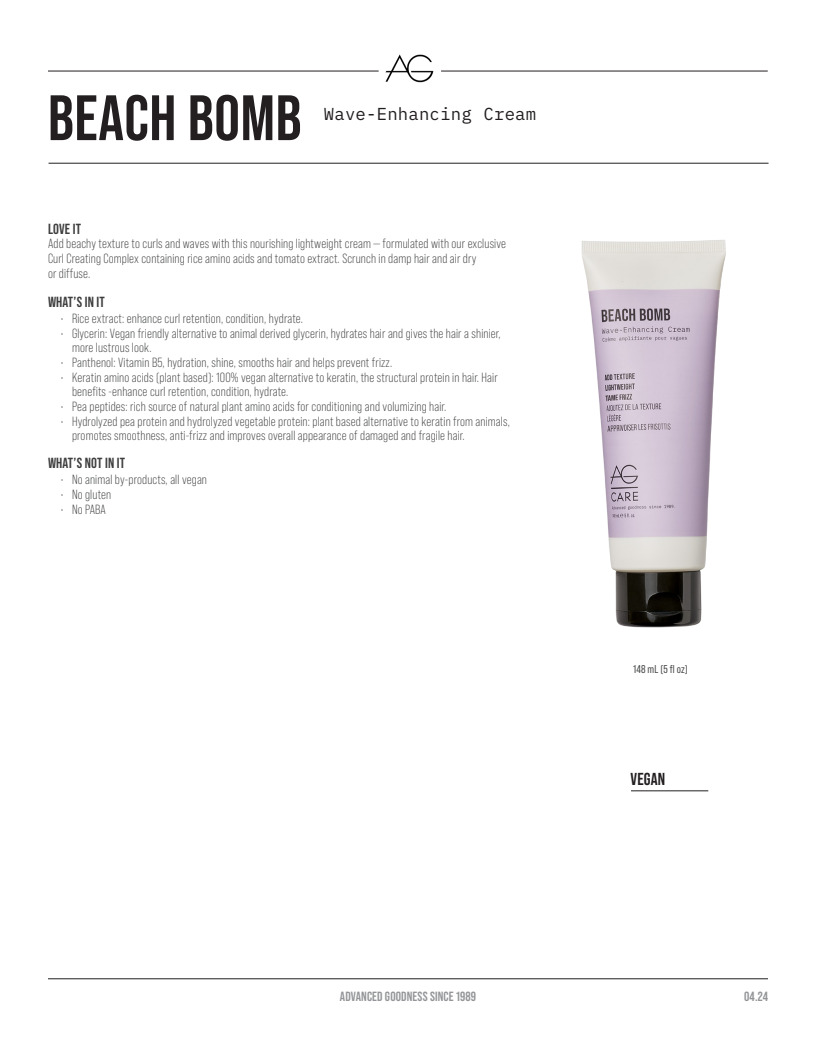 AG
BEACH BOMB Wave-Enhancing Cream
LOVE IT
Add beachy texture to curls and waves with this nourishing lightweight cream – formulated with our exclusive
Curl Creating Complex containing rice amino acids and tomato extract. Scrunch in damp hair and air dry
or diffuse.
WHAT'S IN IT
· Rice extract: enhance curl retention, condition, hydrate.
· Glycerin: Vegan friendly alternative to animal derived glycerin, hydrates hair and gives the hair a shinier,
more lustrous look.
· Panthenol: Vitamin B5, hydration, shine, smooths hair and helps prevent frizz.
· Keratin amino acids (plant based): 100% vegan alternative to keratin, the structural protein in hair. Hair
benefits -enhance curl retention, condition, hydrate.
· Pea peptides: rich source of natural plant amino acids for conditioning and volumizing hair.
· Hydrolyzed pea protein and hydrolyzed vegetable protein: plant based alternative to keratin from animals,
promotes smoothness, anti-frizz and improves overall appearance of damaged and fragile hair.
WHAT'S NOT IN IT
· No animal by-products, all vegan
· No gluten
· No PABA
BEACH BOMB
Wave-Enhancing Cream
Crème amplifiante pour vagues
ADD TEXTURE
LIGHTWEIGHT
TAME FRIZZ
AJOUTEZ DE LA TEXTURE
LÉGÈRE
APPRIVOISER LES FRISOTTIS
AG
CARE
Advanced goodness since 1989
148 mL (5 fl oz)
VEGAN
ADVANCED GOODNESS SINCE 1989
04.24